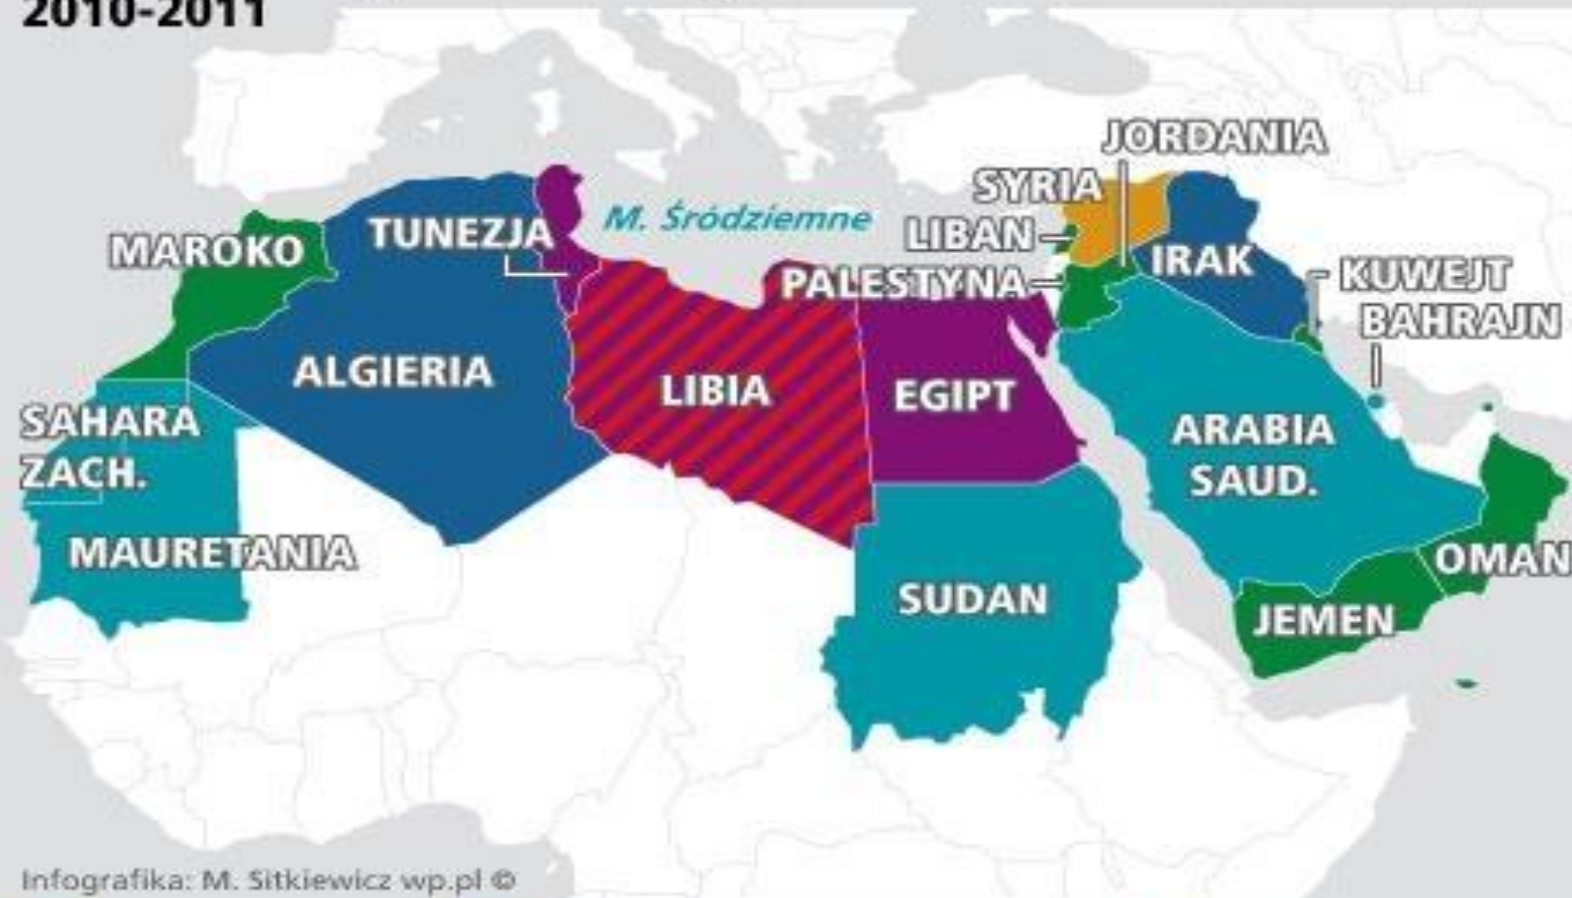 2010-2011
JORDANIA
SYRIA
MAROKO
TUNEZJA
M. Śródziemne
LIBAN
IRAK
PALESTYNA
KUWEJT
BAHRAJN
ALGIERIA
LIBIA
EGIPT
SAHARA
ZACH.
ARABIA
SAUD.
MAURETANIA
OMAN
SUDAN
JEMEN
Infografika: M. Sitkiewicz wp.pl ©